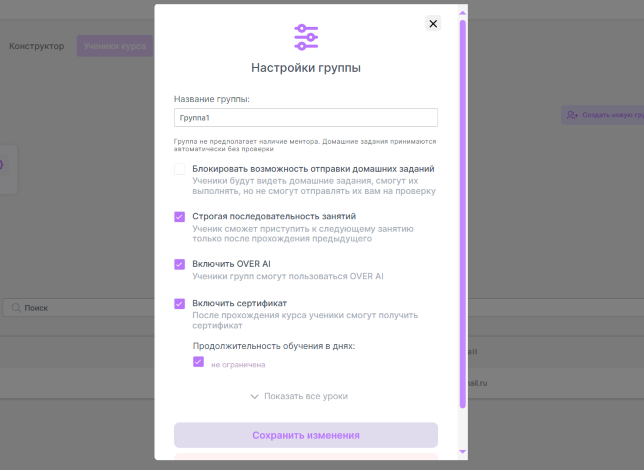 Конструктор
Ученики курса
Создать новую гру
Настройки группы
Название группы:
Группа1
Группа не предполагает наличие ментора. Домашние задания принимаются
автоматически без проверки
Блокировать возможность отправки домашних заданий
Ученики будут видеть домашние задания, смогут их
выполнять, но не смогут отправлять их вам на проверку
Строгая последовательность занятий
Ученик сможет приступить к следующему занятию
только после прохождения предыдущего
Включить OVER AI
Ученики групп смогут пользоваться OVER AI
Включить сертификат
После прохождения курса ученики смогут получить
сертификат
Поиск
Продолжительность обучения в днях:
не ограничена
ail
mail.ru
Показать все уроки
Сохранить изменения